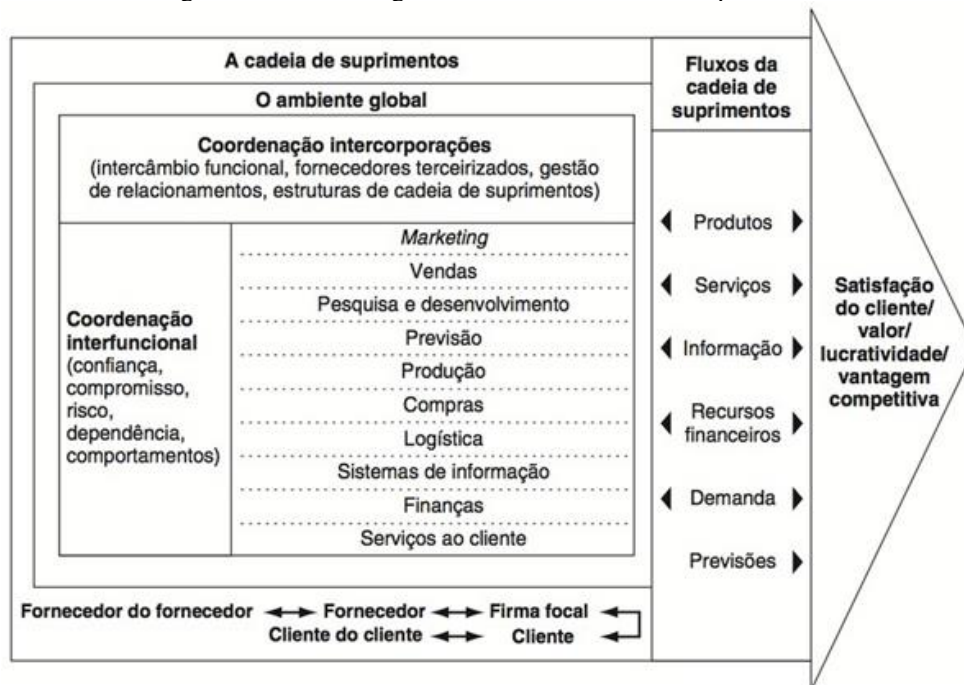 A cadeia de suprimentos
O ambiente global
Coordenação intercorporações
(intercâmbio funcional, fornecedores terceirizados, gestão
de relacionamentos, estruturas de cadeia de suprimentos)
Coordenação
interfuncional
(confiança,
compromisso,
risco,
dependência,
comportamentos)
Marketing
Vendas
Pesquisa e desenvolvimento
Previsão
Produção
Compras
Logística
Sistemas de informação
Finanças
Serviços ao cliente
Fornecedor do fornecedor Fornecedor Firma focal
Cliente do cliente Cliente
Fluxos da
cadeia de
suprimentos
Produtos
Serviços
Informação
Recursos
financeiros
Demanda
Previsões
Satisfação
do cliente/
valor/
lucratividade/
vantagem
competitiva